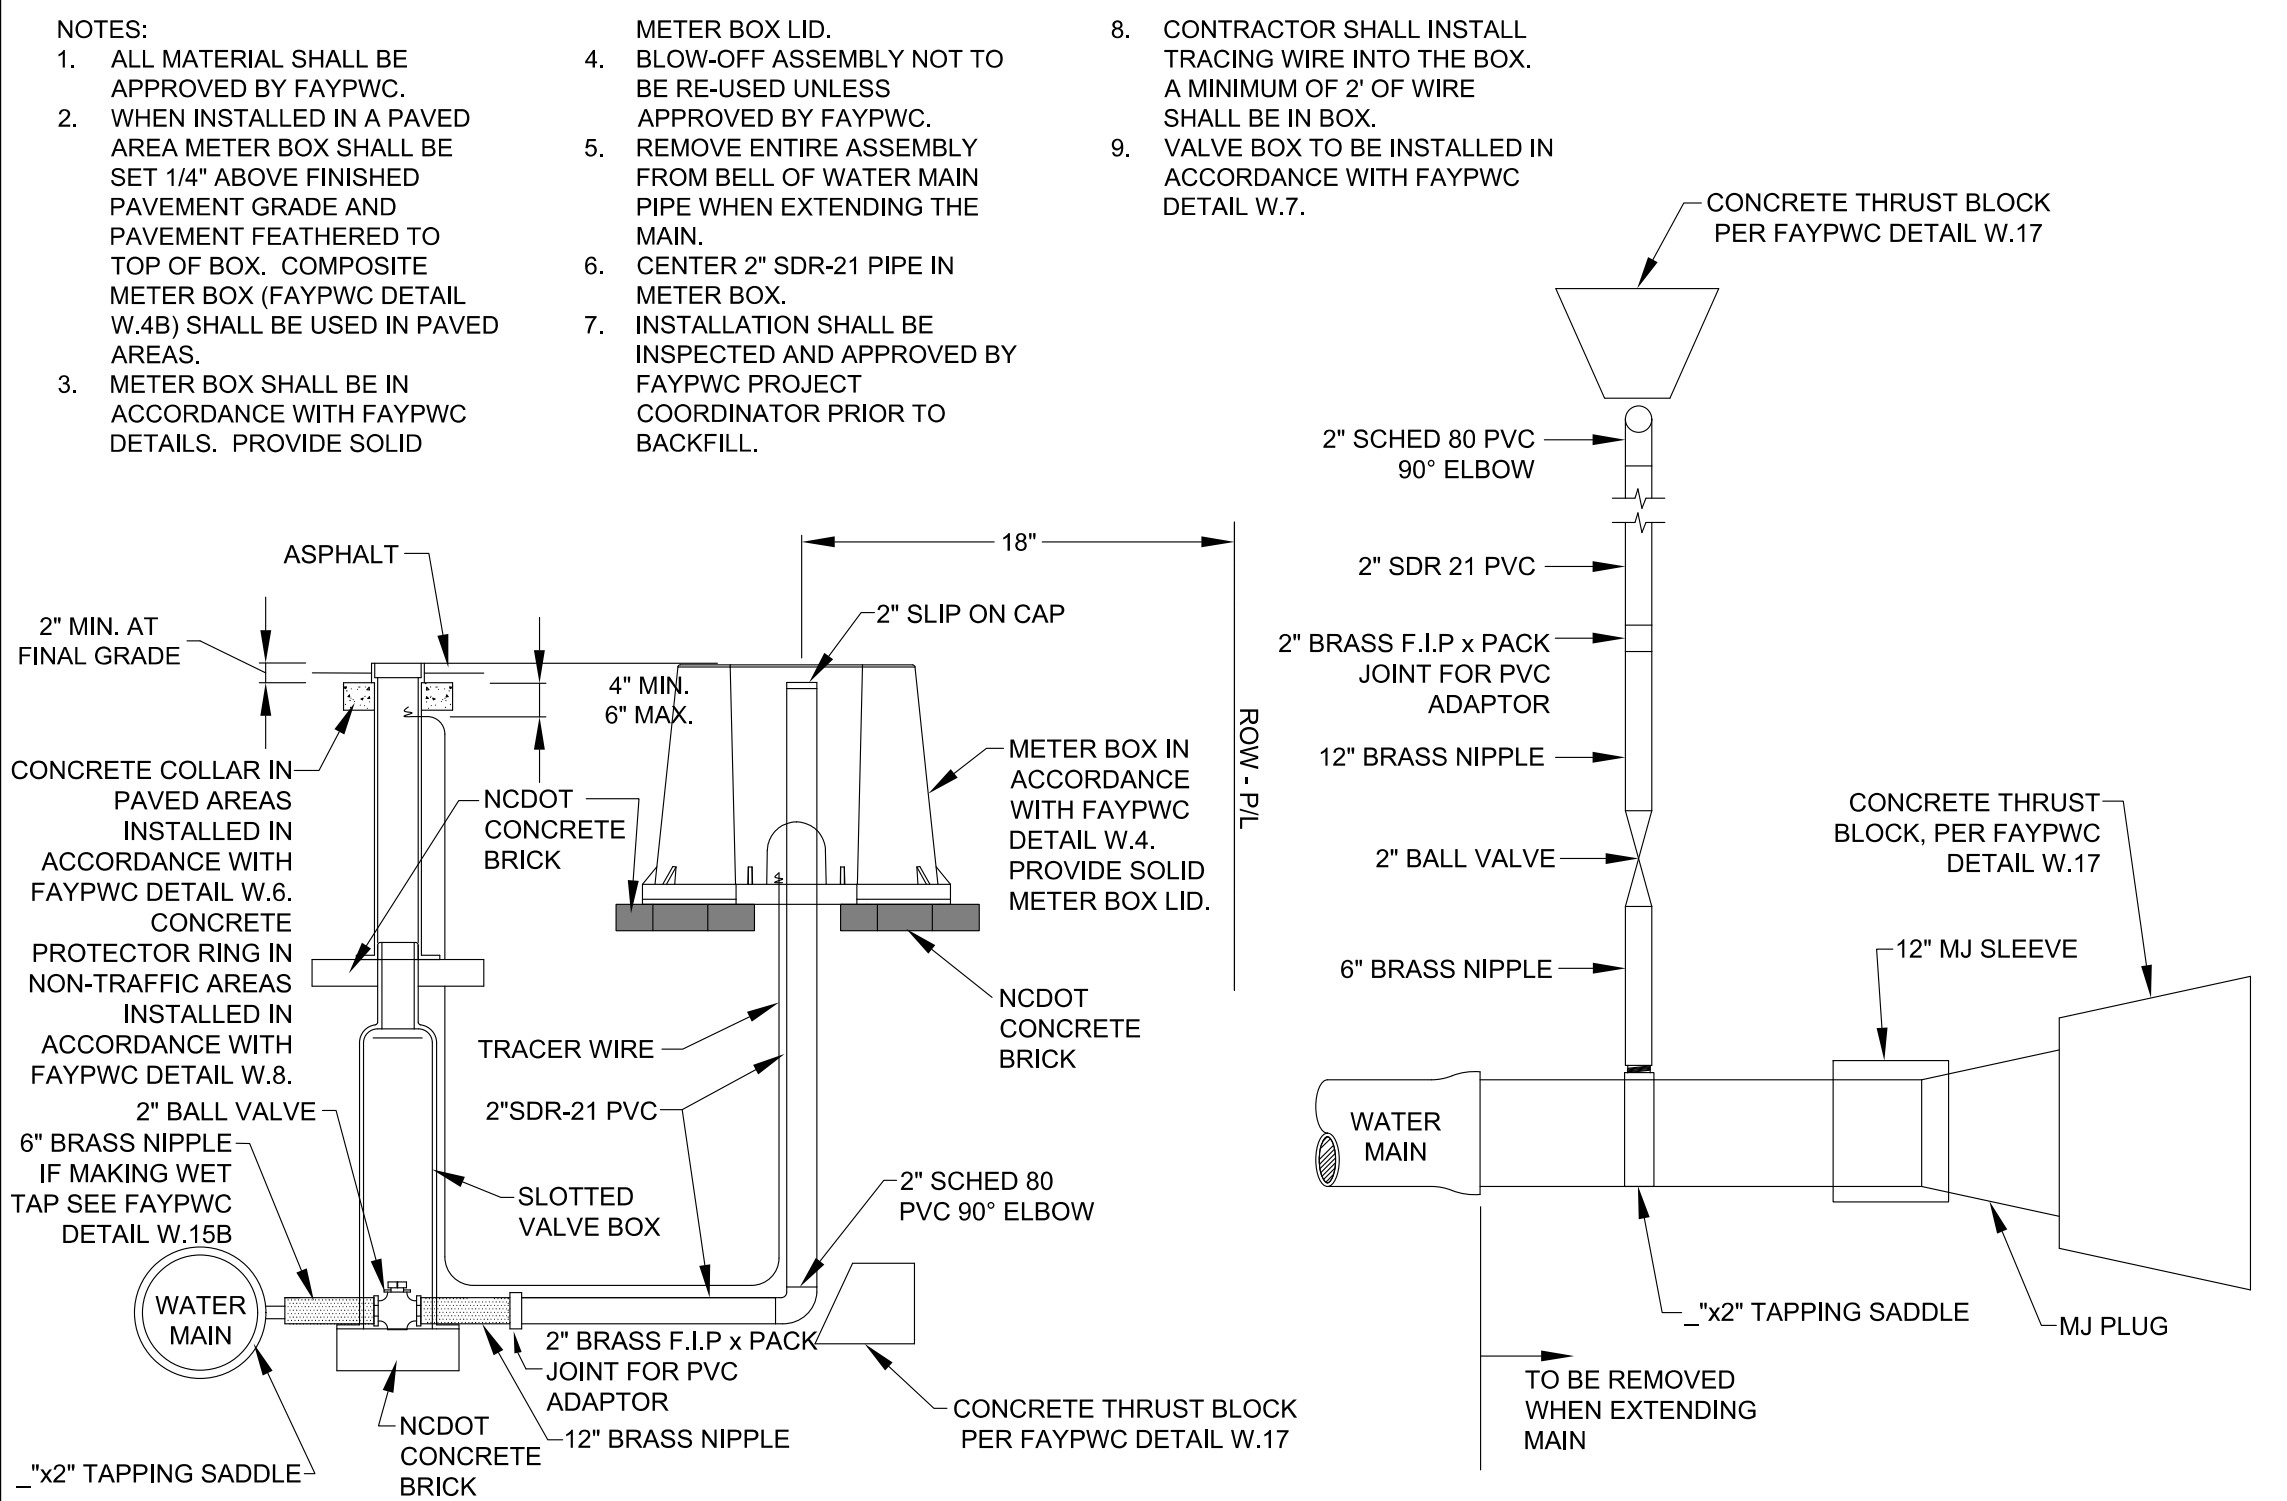 NOTES:
1. ALL MATERIAL SHALL BE
APPROVED BY FAYPWC.
2. WHEN INSTALLED IN A PAVED
AREA METER BOX SHALL BE
SET 1/4" ABOVE FINISHED
PAVEMENT GRADE AND
PAVEMENT FEATHERED TO
TOP OF BOX. COMPOSITE
METER BOX (FAYPWC DETAIL
W.4B) SHALL BE USED IN PAVED
AREAS.
3. METER BOX SHALL BE IN
ACCORDANCE WITH FAYPWC
DETAILS. PROVIDE SOLID
METER BOX LID.
4. BLOW-OFF ASSEMBLY NOT TO
BE RE-USED UNLESS
APPROVED BY FAYPWC.
5. REMOVE ENTIRE ASSEMBLY
FROM BELL OF WATER MAIN
PIPE WHEN EXTENDING THE
MAIN.
6. CENTER 2" SDR-21 PIPE IN
METER BOX.
7. INSTALLATION SHALL BE
INSPECTED AND APPROVED BY
FAYPWC PROJECT
COORDINATOR PRIOR TO
BACKFILL.
8. CONTRACTOR SHALL INSTALL
TRACING WIRE INTO THE BOX.
A MINIMUM OF 2' OF WIRE
SHALL BE IN BOX.
9. VALVE BOX TO BE INSTALLED IN
ACCORDANCE WITH FAYPWC
DETAIL W.7.
ASPHALT
2" MIN. AT
FINAL GRADE
18"
2" SLIP ON CAP
4" MIN.
6" MAX.
ROW - P/L
CONCRETE COLLAR IN
PAVED AREAS
INSTALLED IN
ACCORDANCE WITH
FAYPWC DETAIL W.6.
CONCRETE
PROTECTOR RING IN
NON-TRAFFIC AREAS
INSTALLED IN
ACCORDANCE WITH
FAYPWC DETAIL W.8.
NCDOT
CONCRETE
BRICK
METER BOX IN
ACCORDANCE
WITH FAYPWC
DETAIL W.4.
PROVIDE SOLID
METER BOX LID.
NCDOT
CONCRETE
BRICK
TRACER WIRE
2"SDR-21 PVC
2" BALL VALVE
6" BRASS NIPPLE
IF MAKING WET
TAP SEE FAYPWC
DETAIL W.15B
SLOTTED
VALVE BOX
2" SCHED 80
PVC 90° ELBOW
WATER
MAIN
2" BRASS F.I.P x PACK
JOINT FOR PVC
ADAPTOR
12" BRASS NIPPLE
NCDOT
CONCRETE
BRICK
_"x2" TAPPING SADDLE
CONCRETE THRUST BLOCK
PER FAYPWC DETAIL W.17
CONCRETE THRUST BLOCK
PER FAYPWC DETAIL W.17
2" SCHED 80 PVC
90° ELBOW
2" SDR 21 PVC
2" BRASS F.I.P x PACK
JOINT FOR PVC
ADAPTOR
12" BRASS NIPPLE
2" BALL VALVE
6" BRASS NIPPLE
CONCRETE THRUST
BLOCK, PER FAYPWC
DETAIL W.17
12" MJ SLEEVE
WATER
MAIN
_"x2" TAPPING SADDLE
MJ PLUG
TO BE REMOVED
WHEN EXTENDING
MAIN